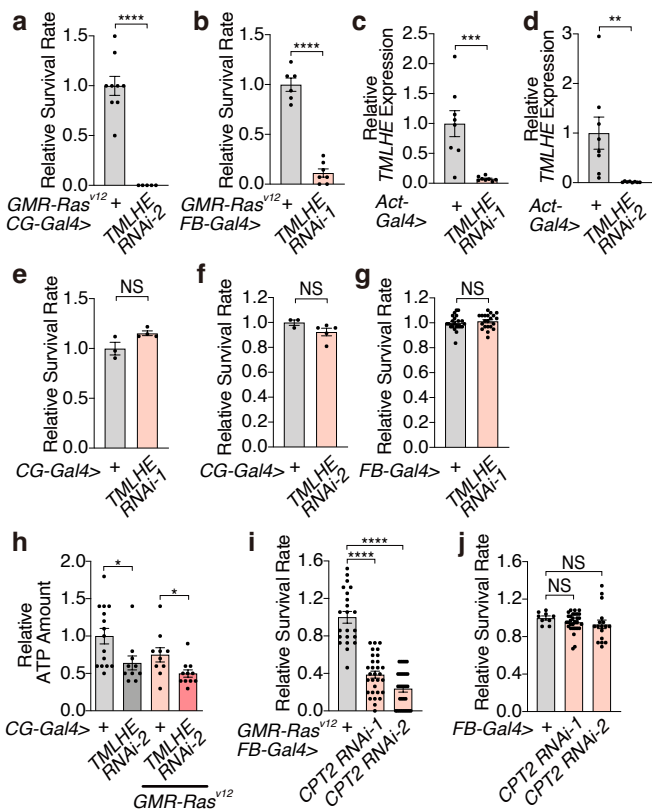 a
Relative Survival Rate
****
1.5
1.0
0.5
0.0
GMR-Ras^v12
CG-Gal4>
+
TMLHE
RNAi-2
b
Relative Survival Rate
****
1.5
1.0
0.5
0.0
GMR-Ras^v12
FB-Gal4>
+
TMLHE
RNAi-1
c
Relative
TMLHE Expression
***
2.5
2.0
1.5
1.0
0.5
0.0
Act-
Gal4>
+
TMLHE
RNAi-1
d
Relative
TMLHE Expression
**
3
2
1
0
Act-
Gal4>
+
TMLHE
RNAi-2
e
Relative Survival Rate
NS
1.5
1.0
0.5
0.0
CG-Gal4>
+
TMLHE
RNAi-1
f
Relative Survival Rate
NS
1.2
1.0
0.8
0.6
0.4
0.2
0.0
CG-Gal4>
+
TMLHE
RNAi-2
g
Relative Survival Rate
NS
1.2
1.0
0.8
0.6
0.4
0.2
0.0
FB-Gal4>
+
TMLHE
RNAi-1
h
Relative
ATP Amount
*
*
2.0
1.5
1.0
0.5
0.0
CG-Gal4>
+
TMLHE
RNAi-2
+
TMLHE
RNAi-2
GMR-Ras^v12
i
Relative Survival Rate
****
****
1.6
1.2
0.8
0.4
0.0
GMR-Ras^v12
FB-Gal4>
+
CPT2 RNAi-1
CPT2 RNAi-2
j
Relative Survival Rate
NS
NS
1.6
1.2
0.8
0.4
0.0
FB-Gal4>
+
CPT2 RNAi-1
CPT2 RNAi-2